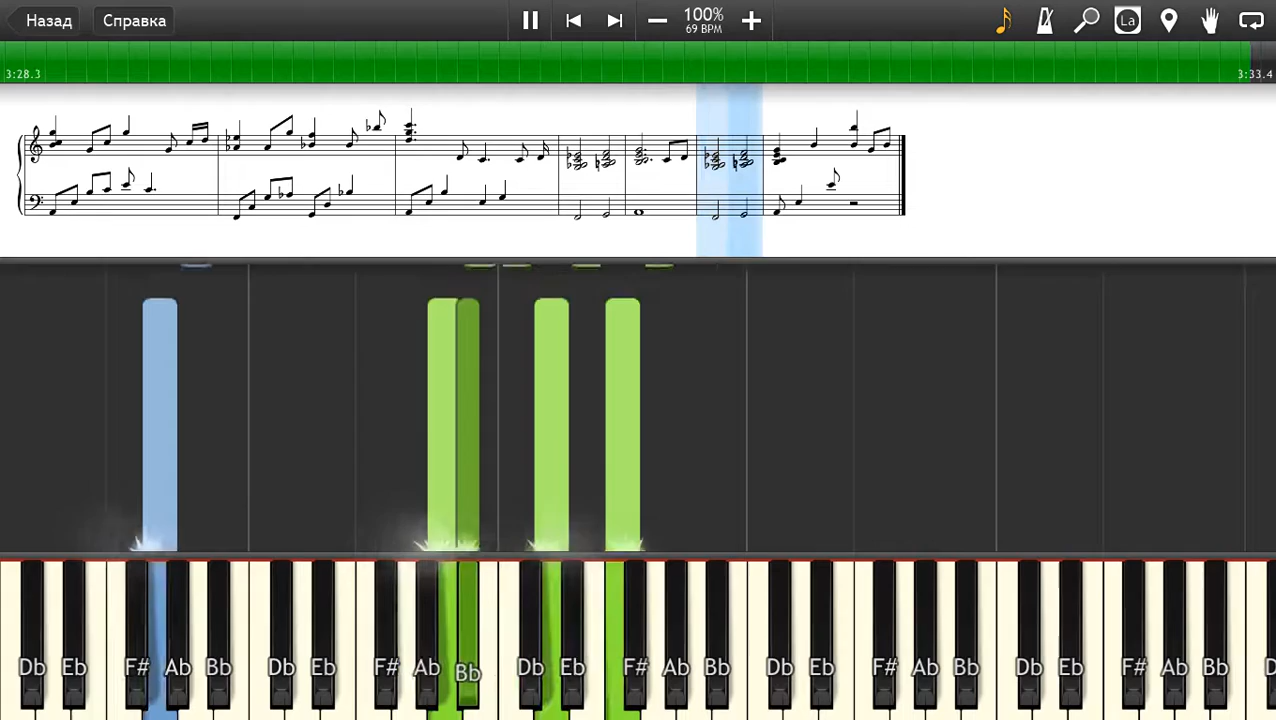 Назад Справка 100% La
69 BPM
3:28.3 3:33.4
Db Eb F# Ab Bb Db Eb F# Ab Bb Db Eb F# Ab Bb Db Eb F# Ab Bb Db Eb F# Ab Bb